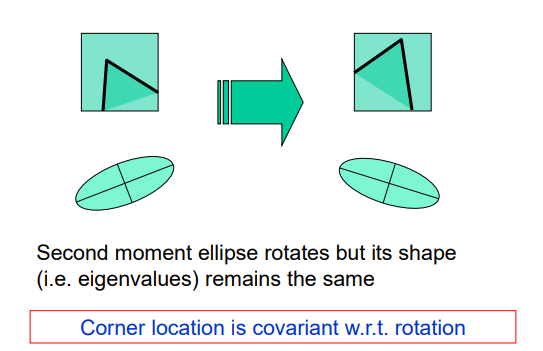 Second moment ellipse rotates but its shape
(i.e. eigenvalues) remains the same
Corner location is covariant w.r.t. rotation